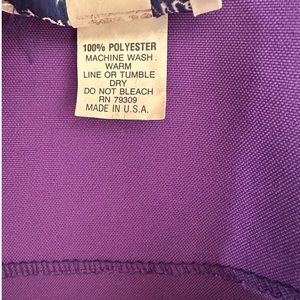 100% POLYESTER
MACHINE WASH .
WARM
LINE OR TUMBLE
DRY
DO NOT BLEACH
RN 79309
MADE IN U.S.A.